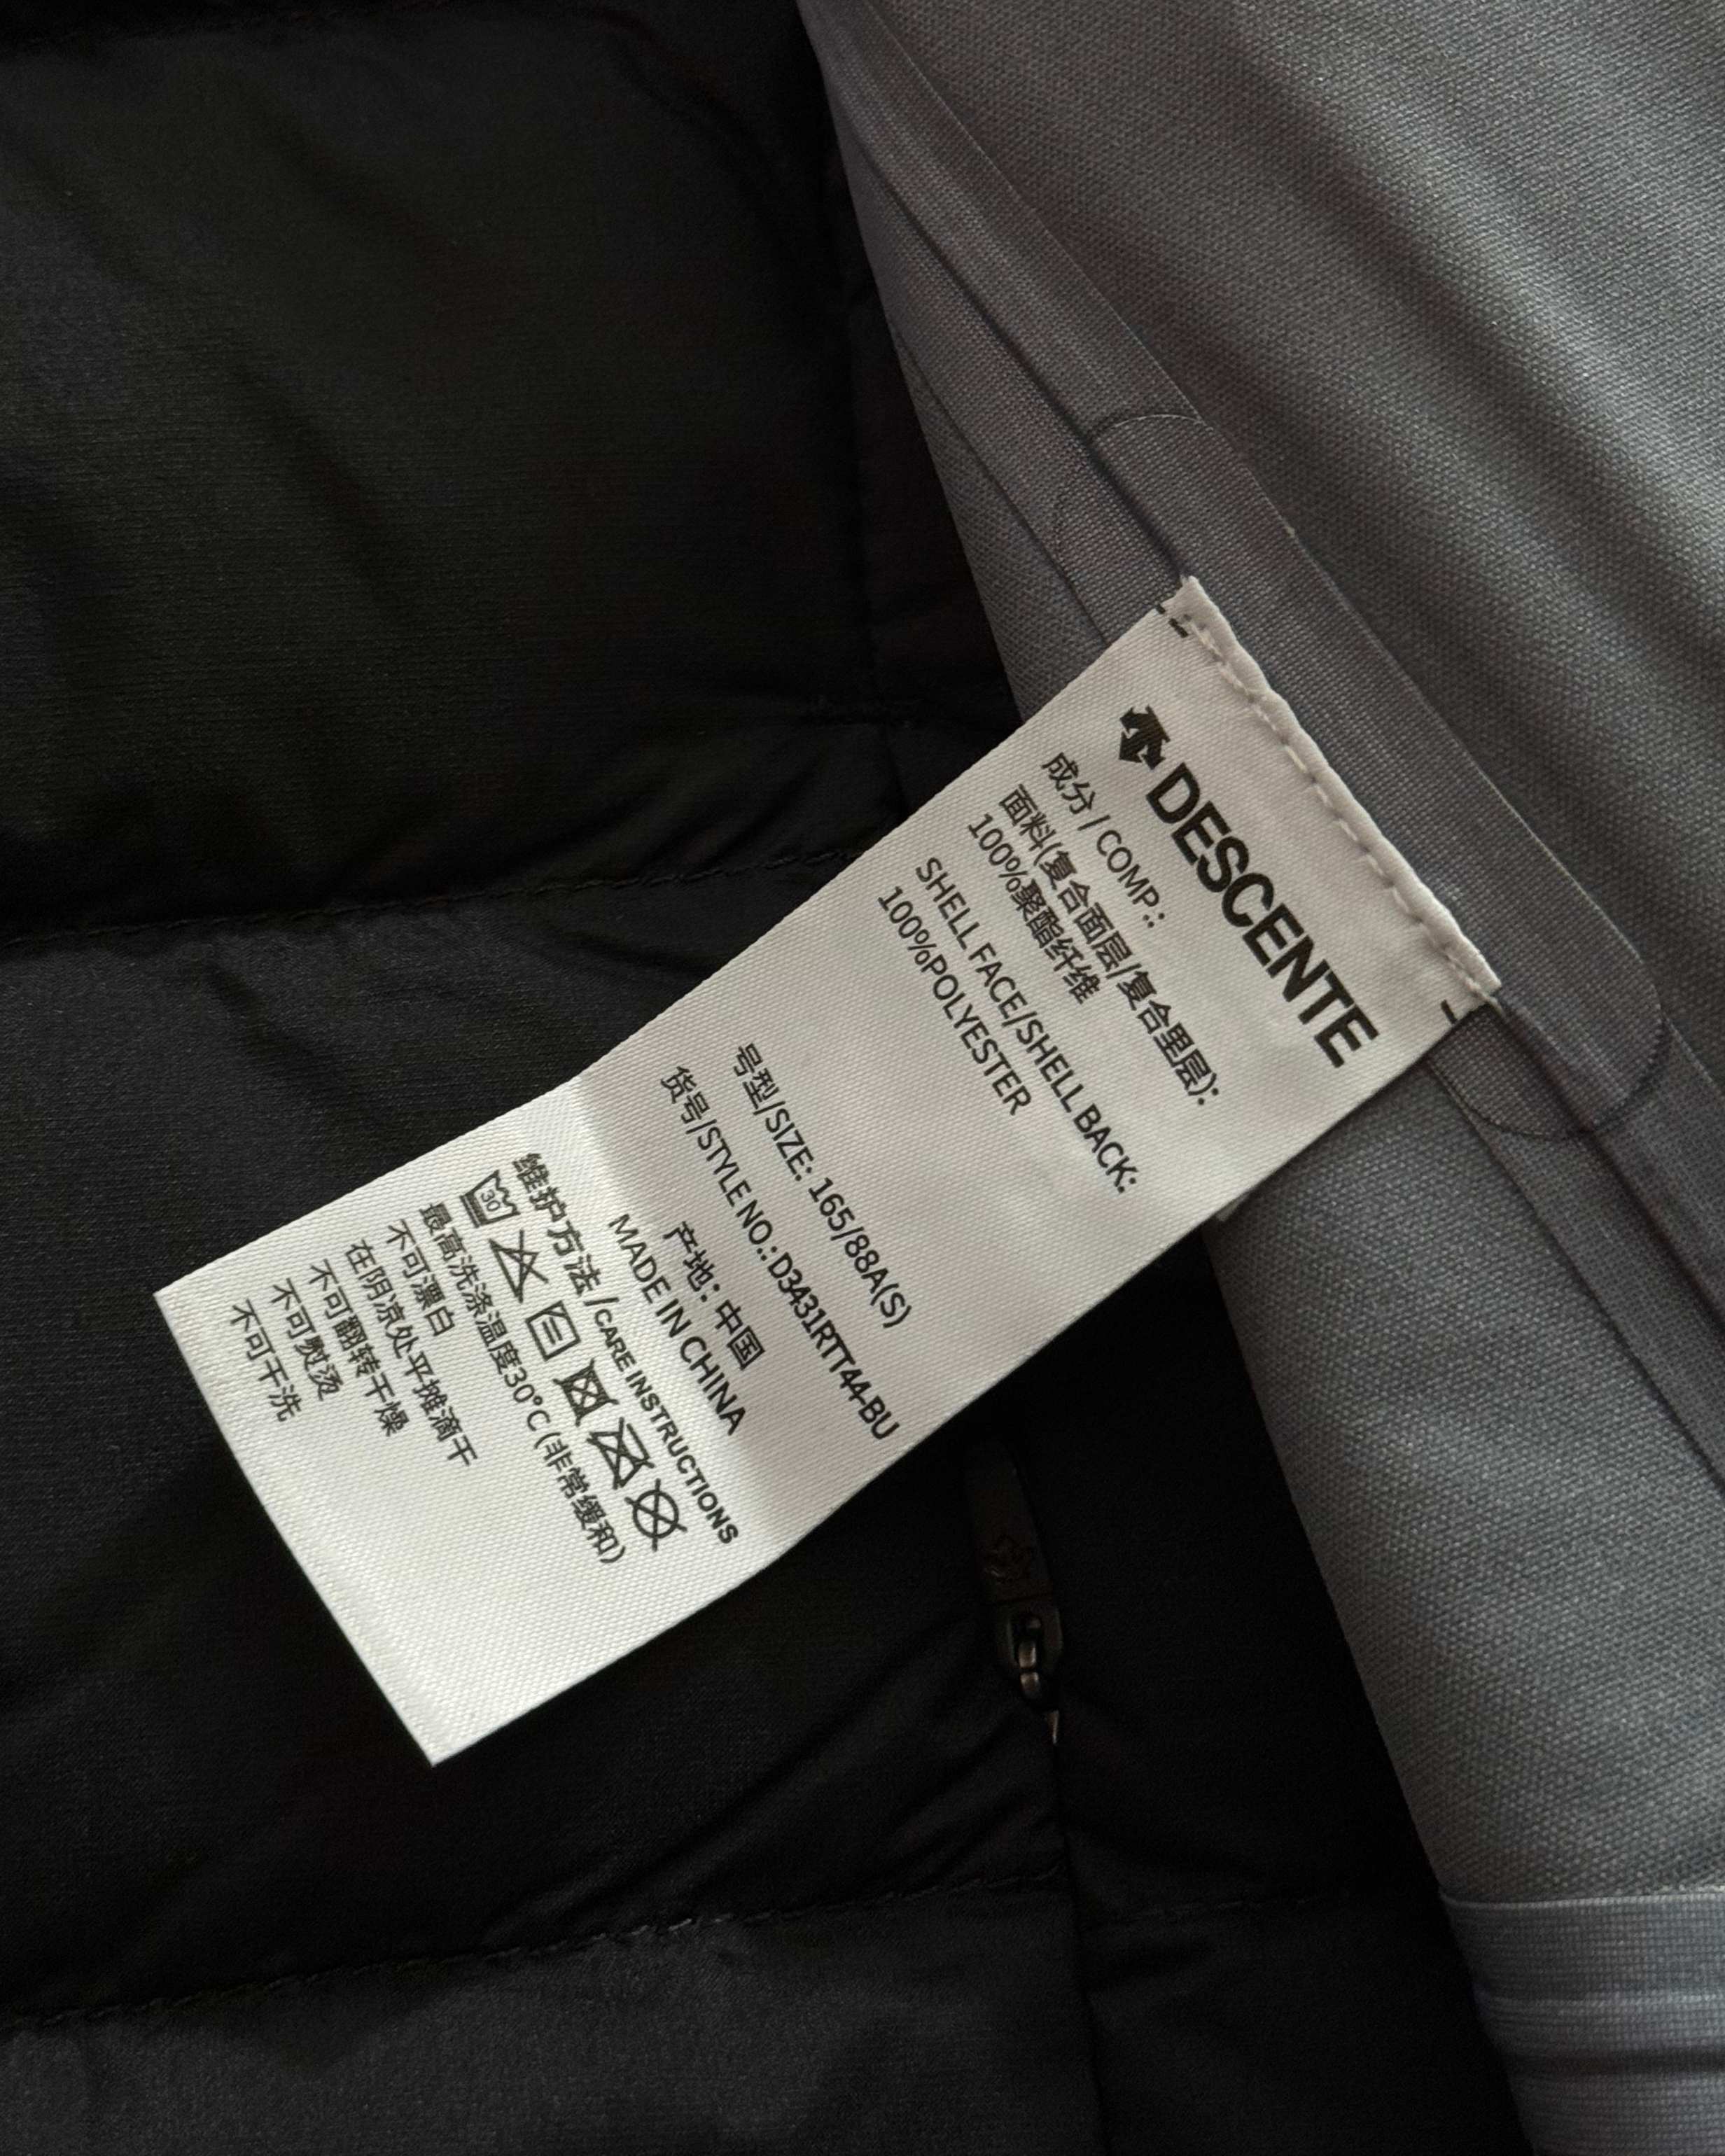 DESCENTE
成分 / COMP.:
面料(复合面层/复合里层):
100%聚酯纤维
SHELL FACE/SHELL BACK:
100%POLYESTER
号型/SIZE: 165/88A(S)
货号/STYLE NO.: D3431RTT44-BU
产地：中国
MADE IN CHINA
维护方法 / CARE INSTRUCTIONS
30
最高洗涤温度30°C (非常缓和)
不可漂白
在阴凉处平摊滴干
不可翻转干燥
不可熨烫
不可干洗